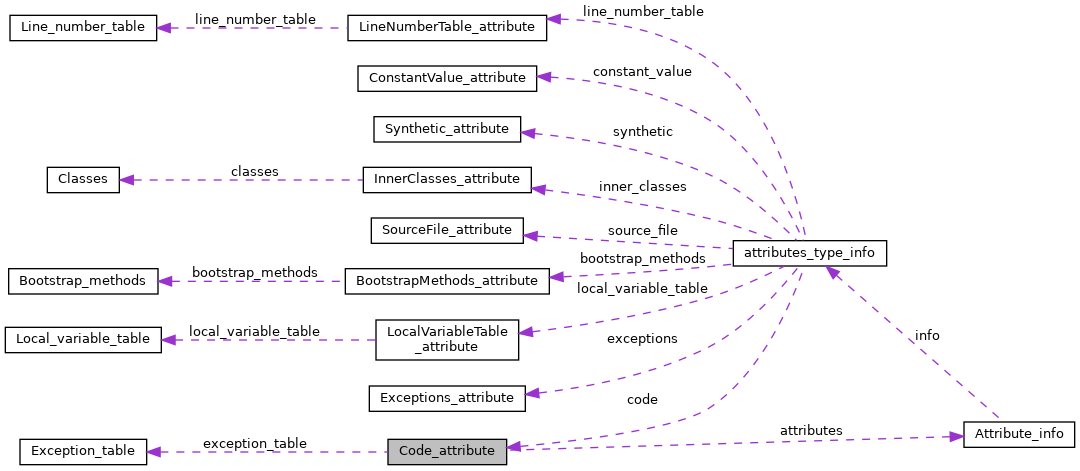 line_number_table
line_number_table
Line_number_table
LineNumberTable_attribute
constant_value
ConstantValue_attribute
synthetic
Synthetic_attribute
classes
Classes
InnerClasses_attribute
inner_classes
source_file
SourceFile_attribute
attributes_type_info
bootstrap_methods
bootstrap_methods
Bootstrap_methods
BootstrapMethods_attribute
local_variable_table
local_variable_table
Local_variable_table
LocalVariableTable
_attribute
info
exceptions
Exceptions_attribute
code
attributes
Attribute_info
exception_table
Exception_table
Code_attribute